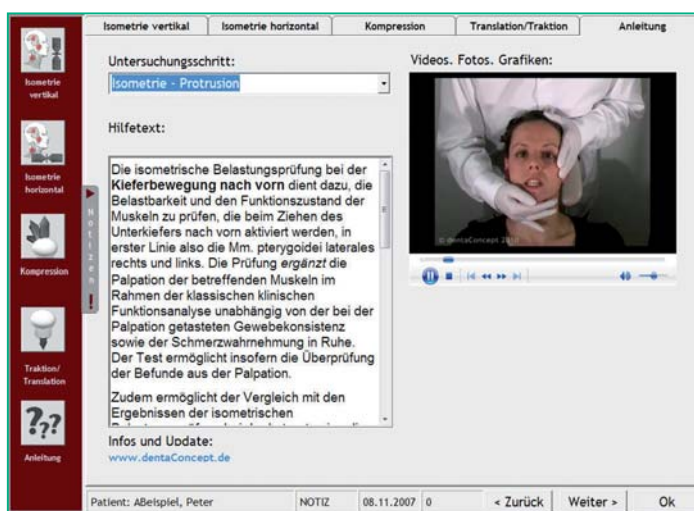 Isometrie vertikal
Isometrie horizontal
Kompression
Translation/Traktion
Anleitung
Isometrie
vertikal
Isometrie
horizontal
Kompression
Traktion/
Translation
???
Anleitung
Notizen
!
Untersuchungsschritt:
Isometrie - Protrusion
Hilfetext:
Die isometrische Belastungsprüfung bei der
Kieferbewegung nach vorn dient dazu, die
Belastbarkeit und den Funktionszustand der
Muskeln zu prüfen, die beim Ziehen des
Unterkiefers nach vorn aktiviert werden, in
erster Linie also die Mm. pterygoidei laterales
rechts und links. Die Prüfung ergänzt die
Palpation der betreffenden Muskeln im
Rahmen der klassischen klinischen
Funktionsanalyse unabhängig von der bei der
Palpation getasteten Gewebekonsistenz
sowie der Schmerzwahrnehmung in Ruhe.
Der Test ermöglicht insofern die Überprüfung
der Befunde aus der Palpation.
Zudem ermöglicht der Vergleich mit den
Ergebnissen der isometrischen
Infos und Update:
www.dentaConcept.de
Videos. Fotos. Grafiken:
© dentaConcept
Patient: ABeispiel, Peter
NOTIZ
08.11.2007
0
< Zurück
Weiter >
Ok